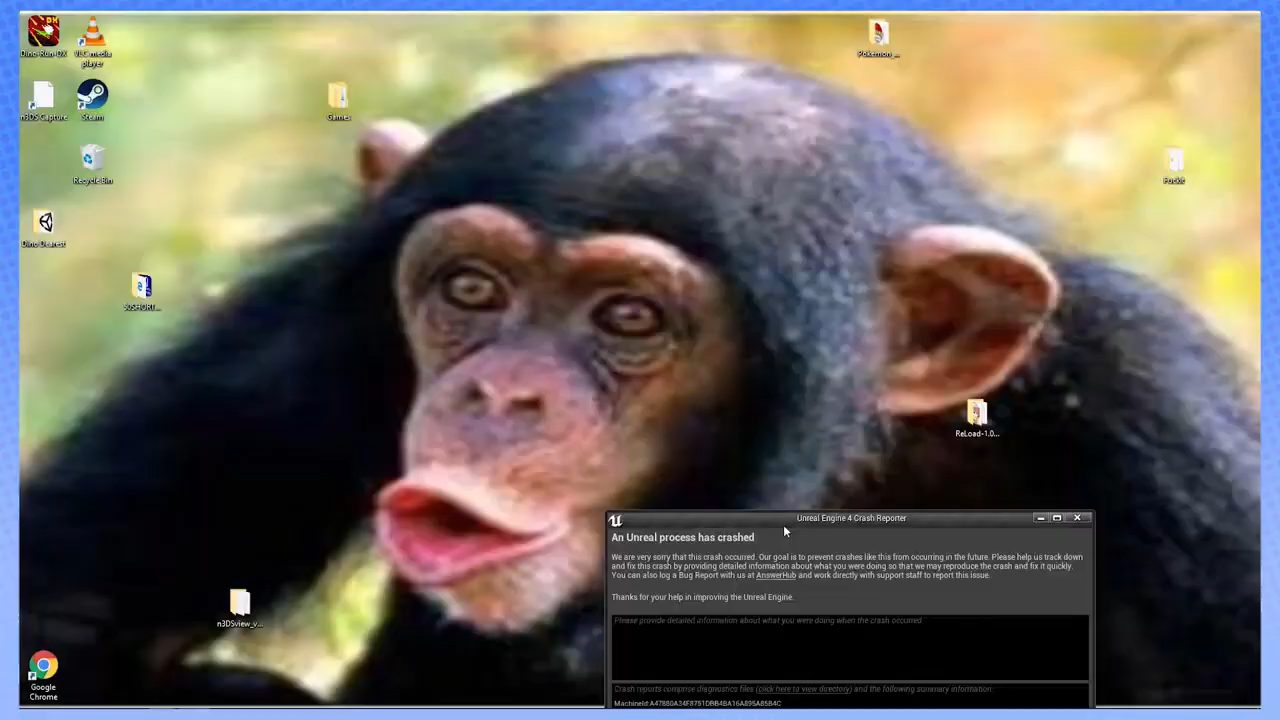 Dino-Run-DX
VLC media
player
Pokemon_...
n3DS Capture
Steam
Games
Recycle Bin
Dino Dearest
50SHORT...
ReLoad-1.0...
Unreal Engine 4 Crash Reporter
An Unreal process has crashed
We are very sorry that this crash occurred. Our goal is to prevent crashes like this from occurring in the future. Please help us track down
and fix this crash by providing detailed information about what you were doing so that we may reproduce the crash and fix it quickly.
You can also log a Bug Report with us at AnswerHub and work directly with support staff to report this issue.
Thanks for your help in improving the Unreal Engine.
Please provide detailed information about what you were doing when the crash occurred.
n3DSview_v...
Google
Chrome
Crash reports comprise diagnostics files (click here to view directory) and the following summary information: